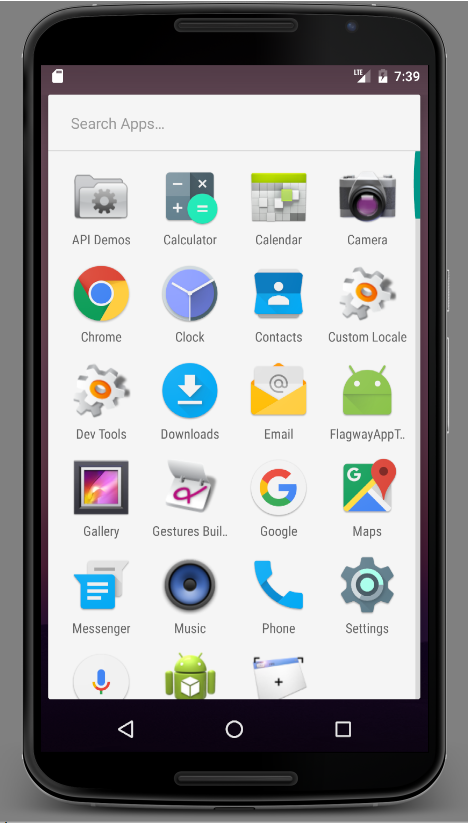 LTE 7:39
Search Apps...
API Demos Calculator Calendar Camera
Chrome Clock Contacts Custom Locale
Dev Tools Downloads Email FlagwayAppT..
Gallery Gestures Buil.. Google Maps
Messenger Music Phone Settings